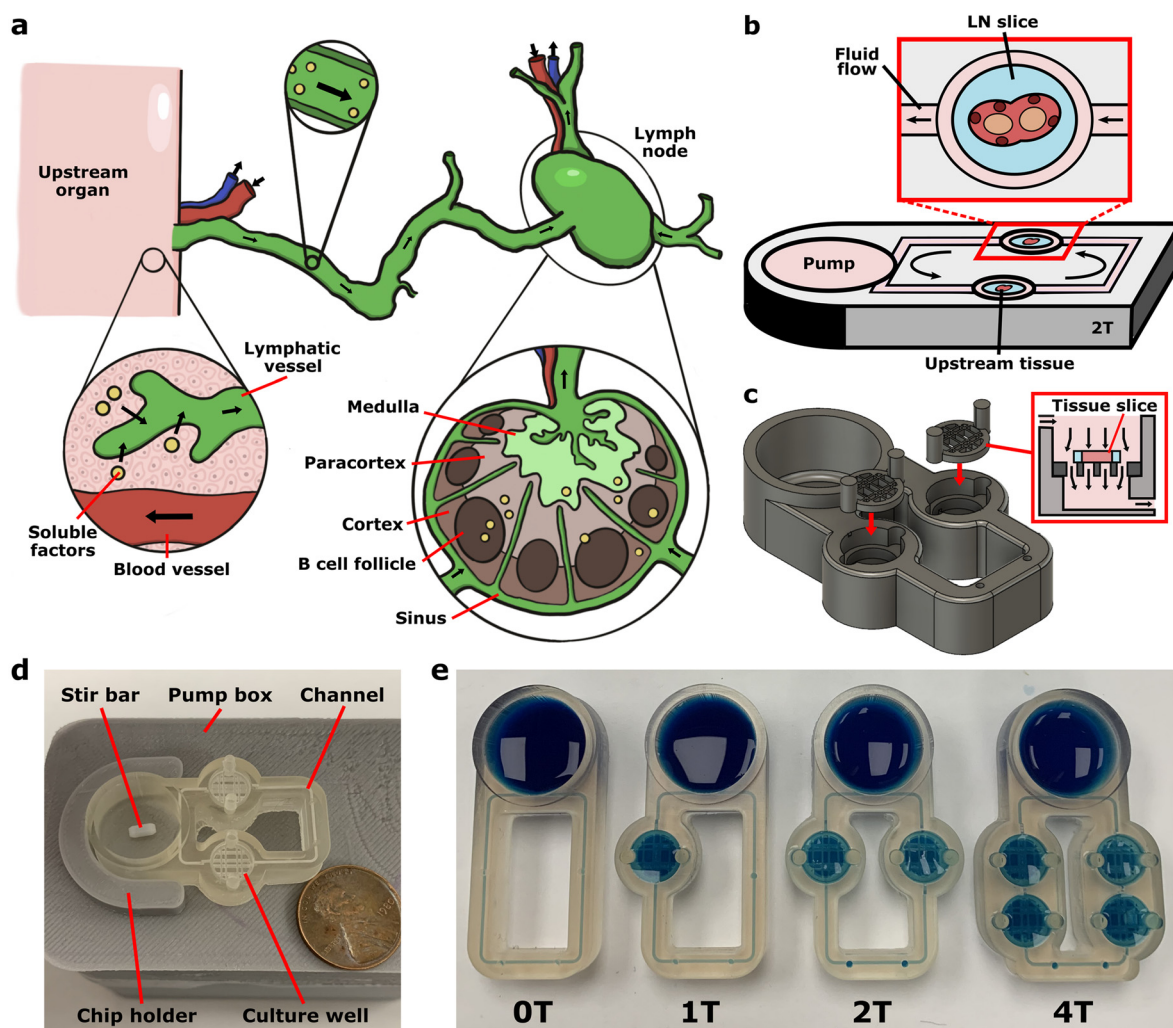 a
Upstream
organ
Lymph
node
Lymphatic
vessel
Soluble
factors
Blood vessel
Medulla
Paracortex
Cortex
B cell follicle
Sinus
b
LN slice
Fluid
flow
Pump
2T
Upstream tissue
c
Tissue slice
d
Stir bar
Pump box
Channel
Chip holder
Culture well
e
0T
1T
2T
4T